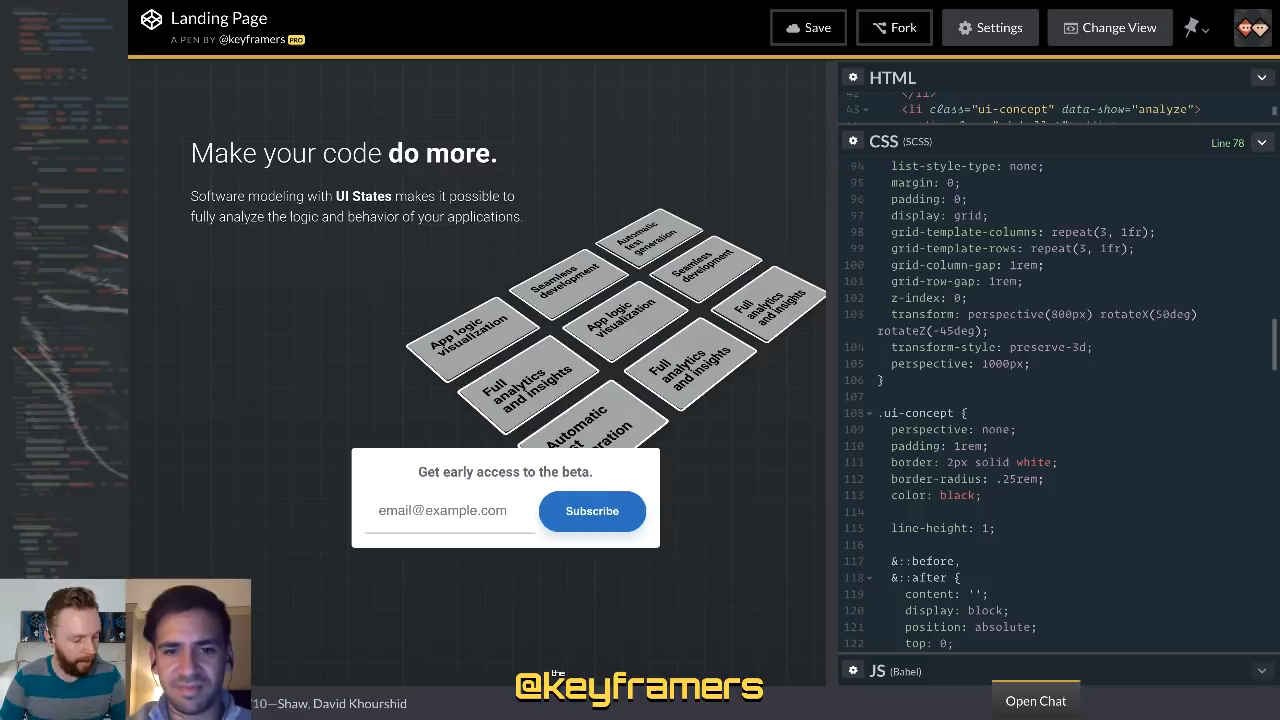 Landing Page
A PEN BY @keyframers PRO
Save
Fork
Settings
Change View
Make your code do more.
Software modeling with UI States makes it possible to
fully analyze the logic and behavior of your applications.
Automatic
test
generation
Seamless
development
Seamless
development
App logic
visualization
App logic
visualization
Full
analytics
and insights
Full
analytics
and insights
Full
analytics
and insights
Automatic
test
Get early access to the beta.
email@example.com
Subscribe
HTML
42 </li>
43 <li class="ui-concept" data-show="analyze">
CSS (SCSS)
Line 78
94 list-style-type: none;
95 margin: 0;
96 padding: 0;
97 display: grid;
98 grid-template-columns: repeat(3, 1fr);
99 grid-template-rows: repeat(3, 1fr);
100 grid-column-gap: 1rem;
101 grid-row-gap: 1rem;
102 z-index: 0;
103 transform: perspective(800px) rotateX(50deg)
rotateZ(-45deg);
104 transform-style: preserve-3d;
105 perspective: 1000px;
106 }
107
108 .ui-concept {
109 perspective: none;
110 padding: 1rem;
111 border: 2px solid white;
112 border-radius: .25rem;
113 color: black;
114
115 line-height: 1;
116
117 &::before,
118 &::after {
119 content: '';
120 display: block;
121 position: absolute;
122 top: 0;
JS (Babel)
Open Chat
the
@keyframers
/10—Shaw, David Khourshid